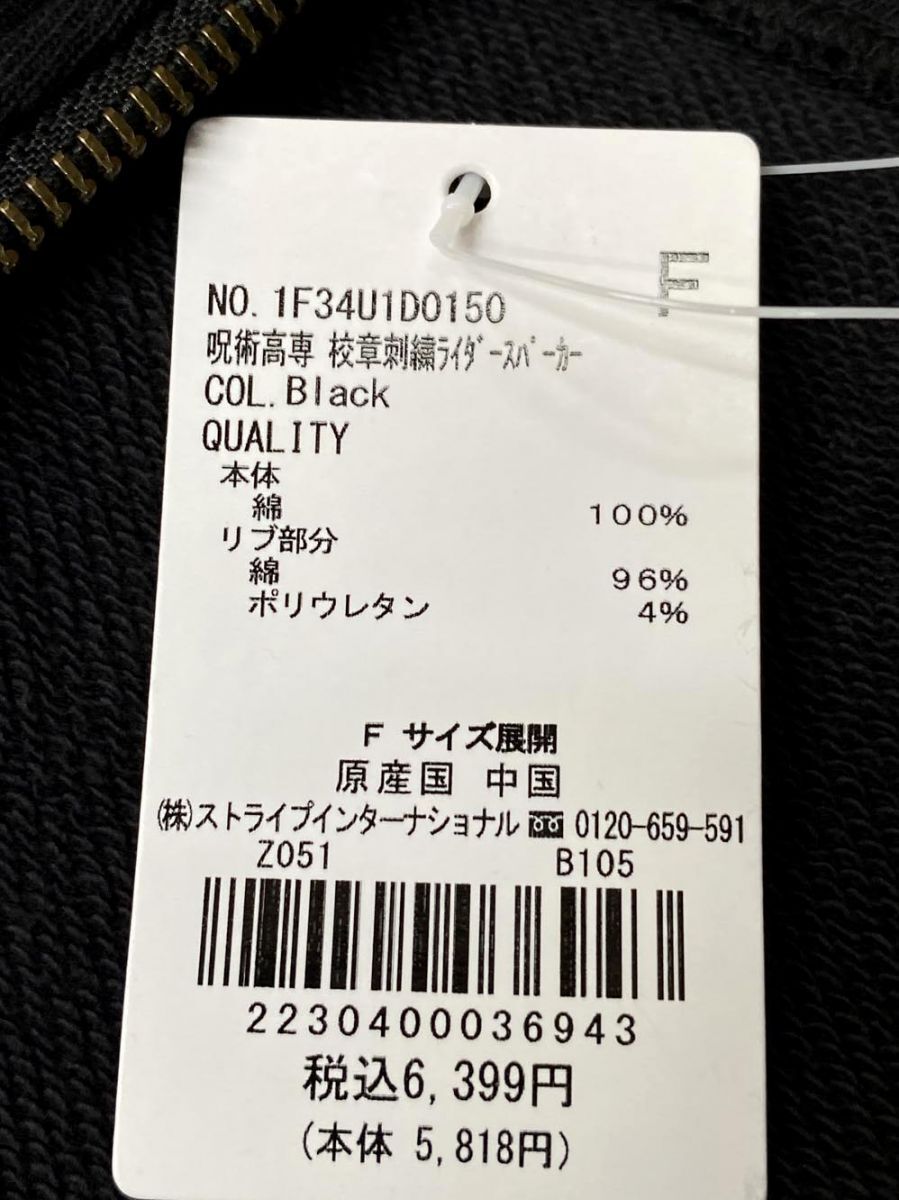 F
NO. 1F34U1D0150
呪術高専 校章刺繍ﾗｲﾀﾞｰｽﾊﾟｰｶｰ
COL. Black
QUALITY
本体
綿 100%
リブ部分
綿 96%
ポリウレタン 4%
F サイズ展開
原産国 中国
(株)ストライプインターナショナル 0120-659-591
Z051 B105
2230400036943
税込6,399円
(本体 5,818円)